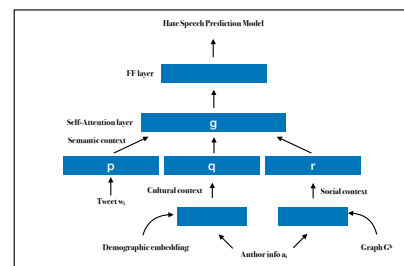 Hate Speech Prediction Model
FF layer
Self-Attention layer
g
Semantic context
p
q
r
Tweet wᵢ
Cultural context
Social context
Demographic embedding
Author info aᵢ
Graph Gʰ